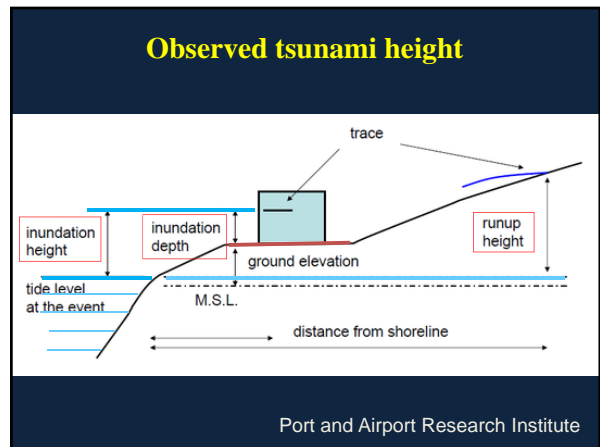 Observed tsunami height
trace
inundation
height
inundation
depth
runup
height
ground elevation
tide level
at the event
M.S.L.
distance from shoreline
Port and Airport Research Institute